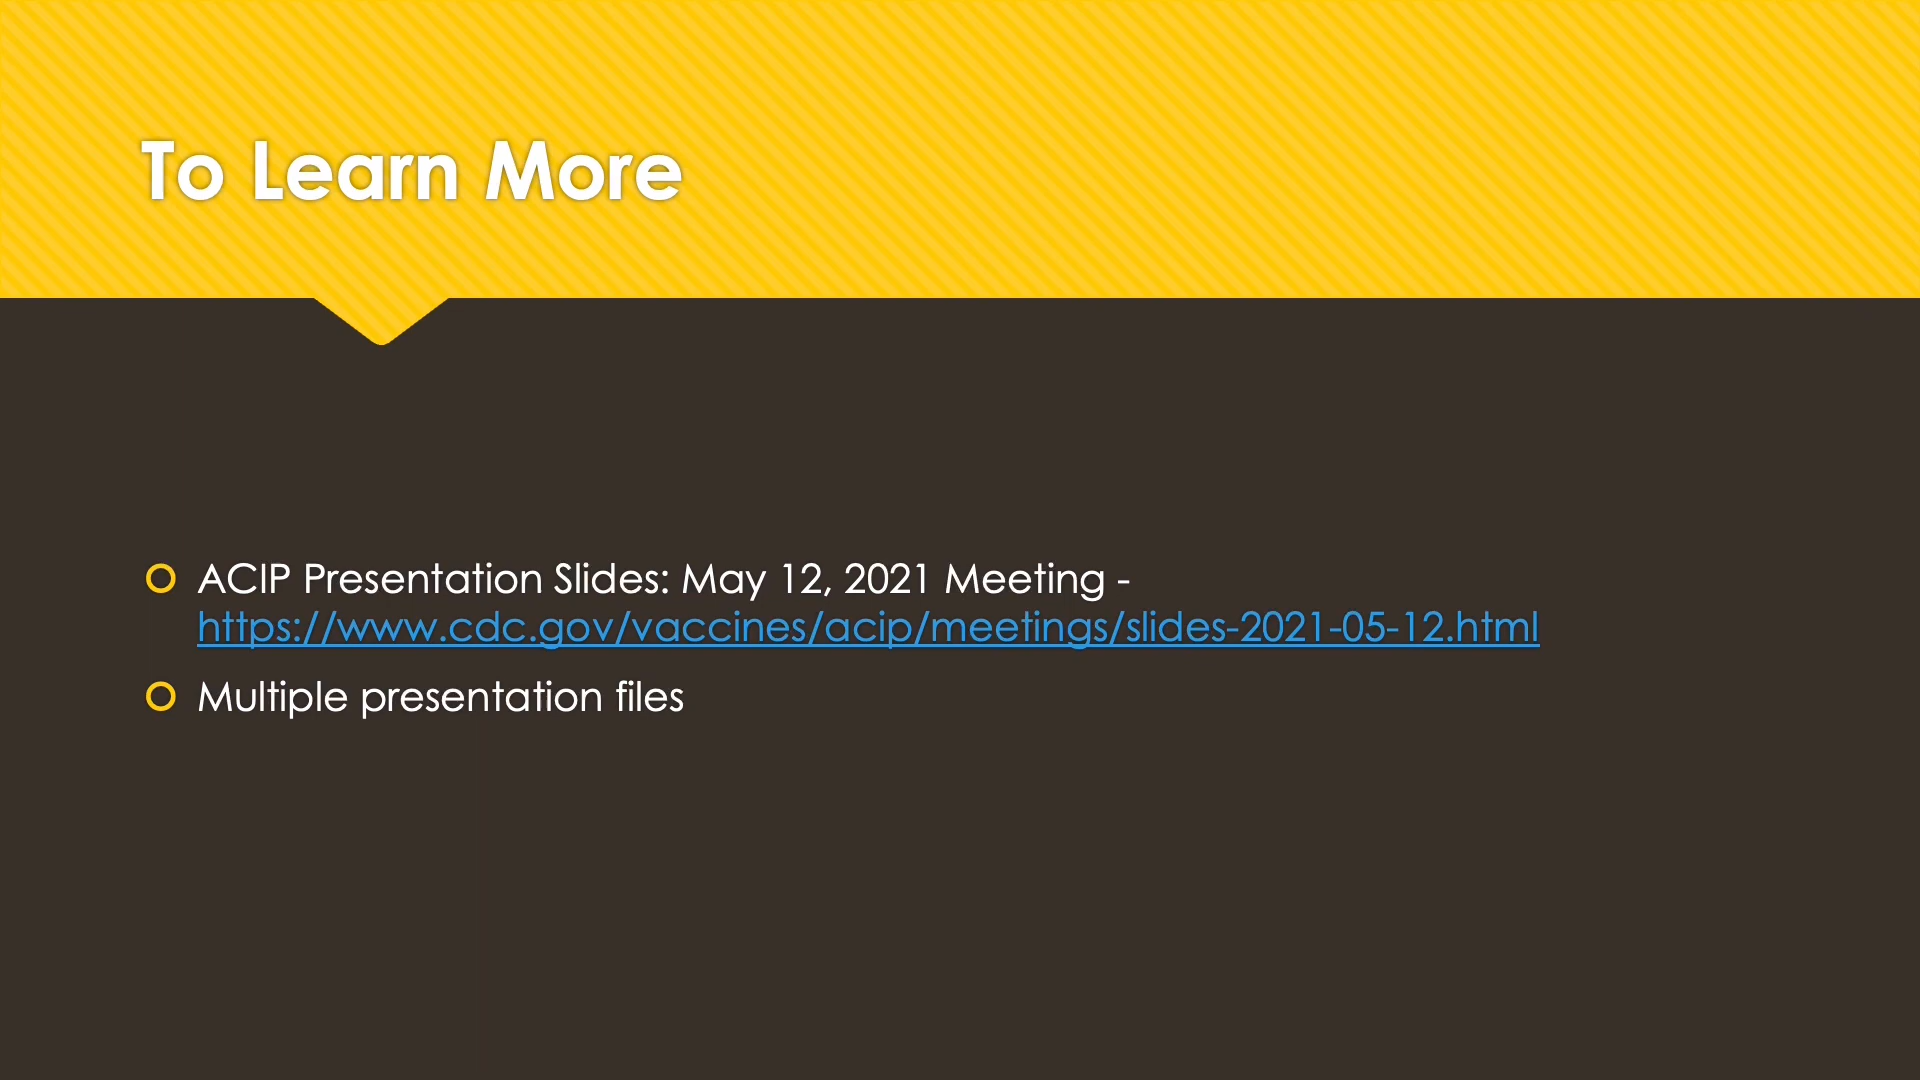 To Learn More
ACIP Presentation Slides: May 12, 2021 Meeting -
https://www.cdc.gov/vaccines/acip/meetings/slides-2021-05-12.html
Multiple presentation files